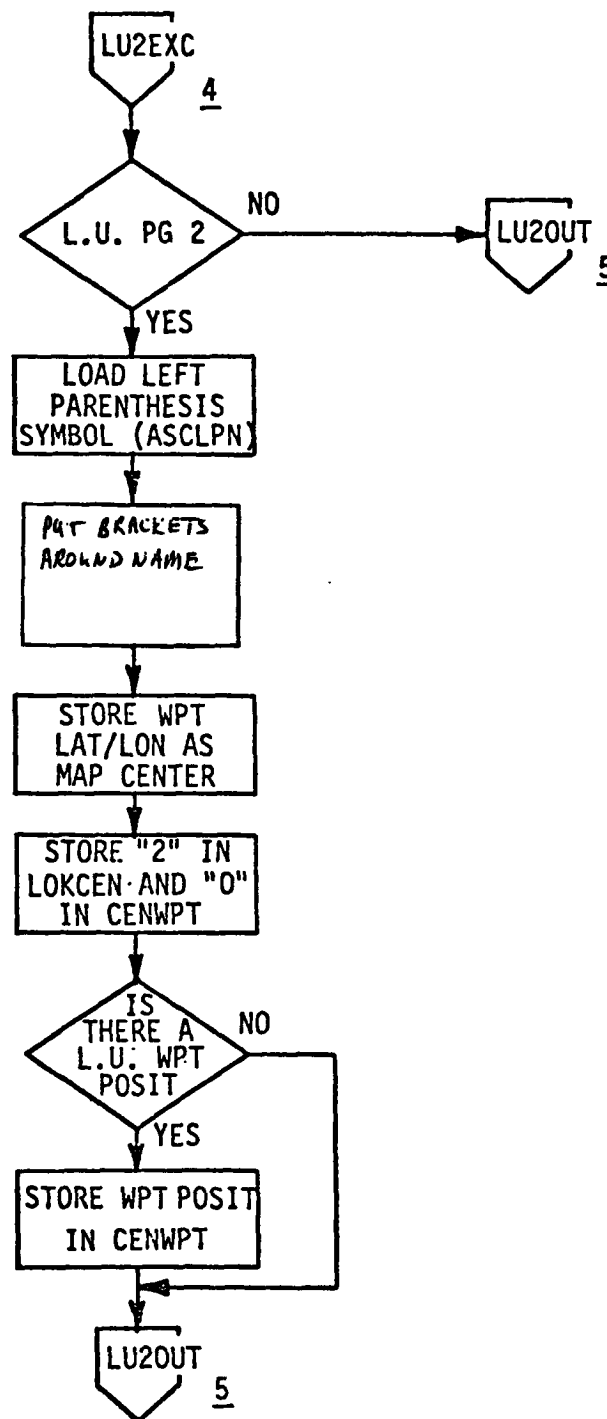 LU2EXC
4
L.U. PG 2
NO
LU2OUT
5
YES
LOAD LEFT
PARENTHESIS
SYMBOL (ASCLPN)
PUT BRACKETS
AROUND NAME
STORE WPT
LAT/LON AS
MAP CENTER
STORE "2" IN
LOKCEN AND "0"
IN CENWPT
IS
THERE A
L.U. WPT
POSIT
NO
YES
STORE WPT POSIT
IN CENWPT
LU2OUT
5